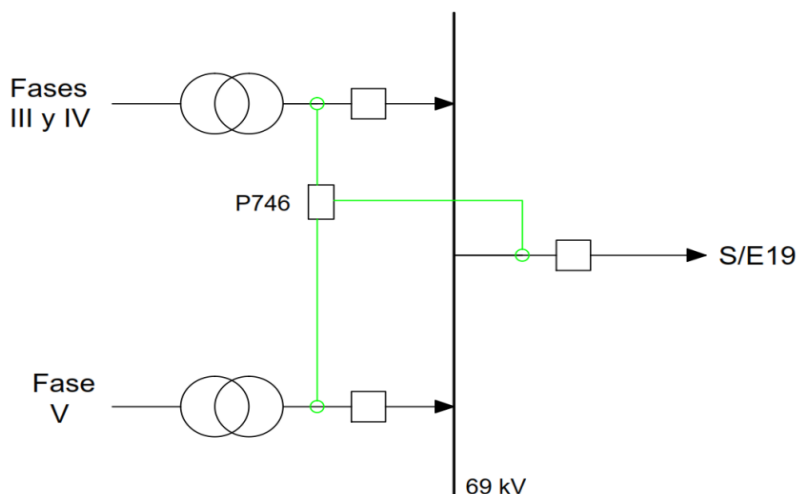 Fases
III y IV
P746
S/E19
Fase
V
69 kV